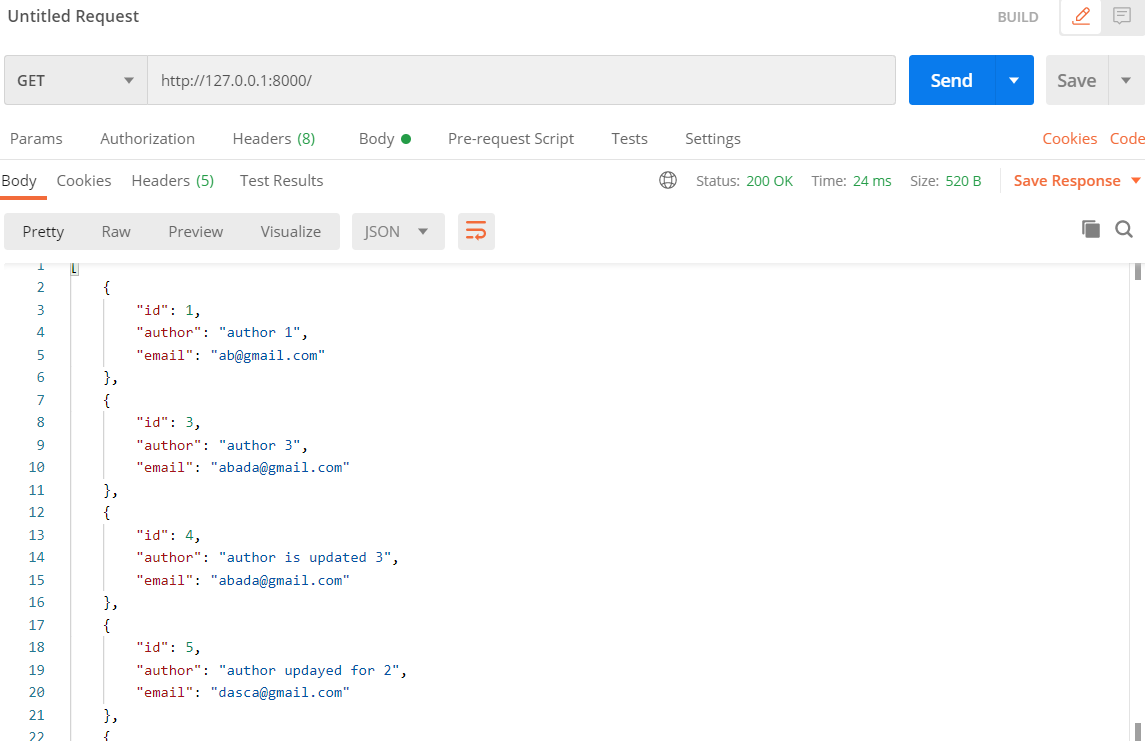 Untitled Request BUILD
GET http://127.0.0.1:8000/ Send Save
Params Authorization Headers (8) Body Pre-request Script Tests Settings Cookies Code
Body Cookies Headers (5) Test Results Status: 200 OK Time: 24 ms Size: 520 B Save Response
Pretty Raw Preview Visualize JSON
1 [
2 {
3 "id": 1,
4 "author": "author 1",
5 "email": "ab@gmail.com"
6 },
7 {
8 "id": 3,
9 "author": "author 3",
10 "email": "abada@gmail.com"
11 },
12 {
13 "id": 4,
14 "author": "author is updated 3",
15 "email": "abada@gmail.com"
16 },
17 {
18 "id": 5,
19 "author": "author updayed for 2",
20 "email": "dasca@gmail.com"
21 },
22 {